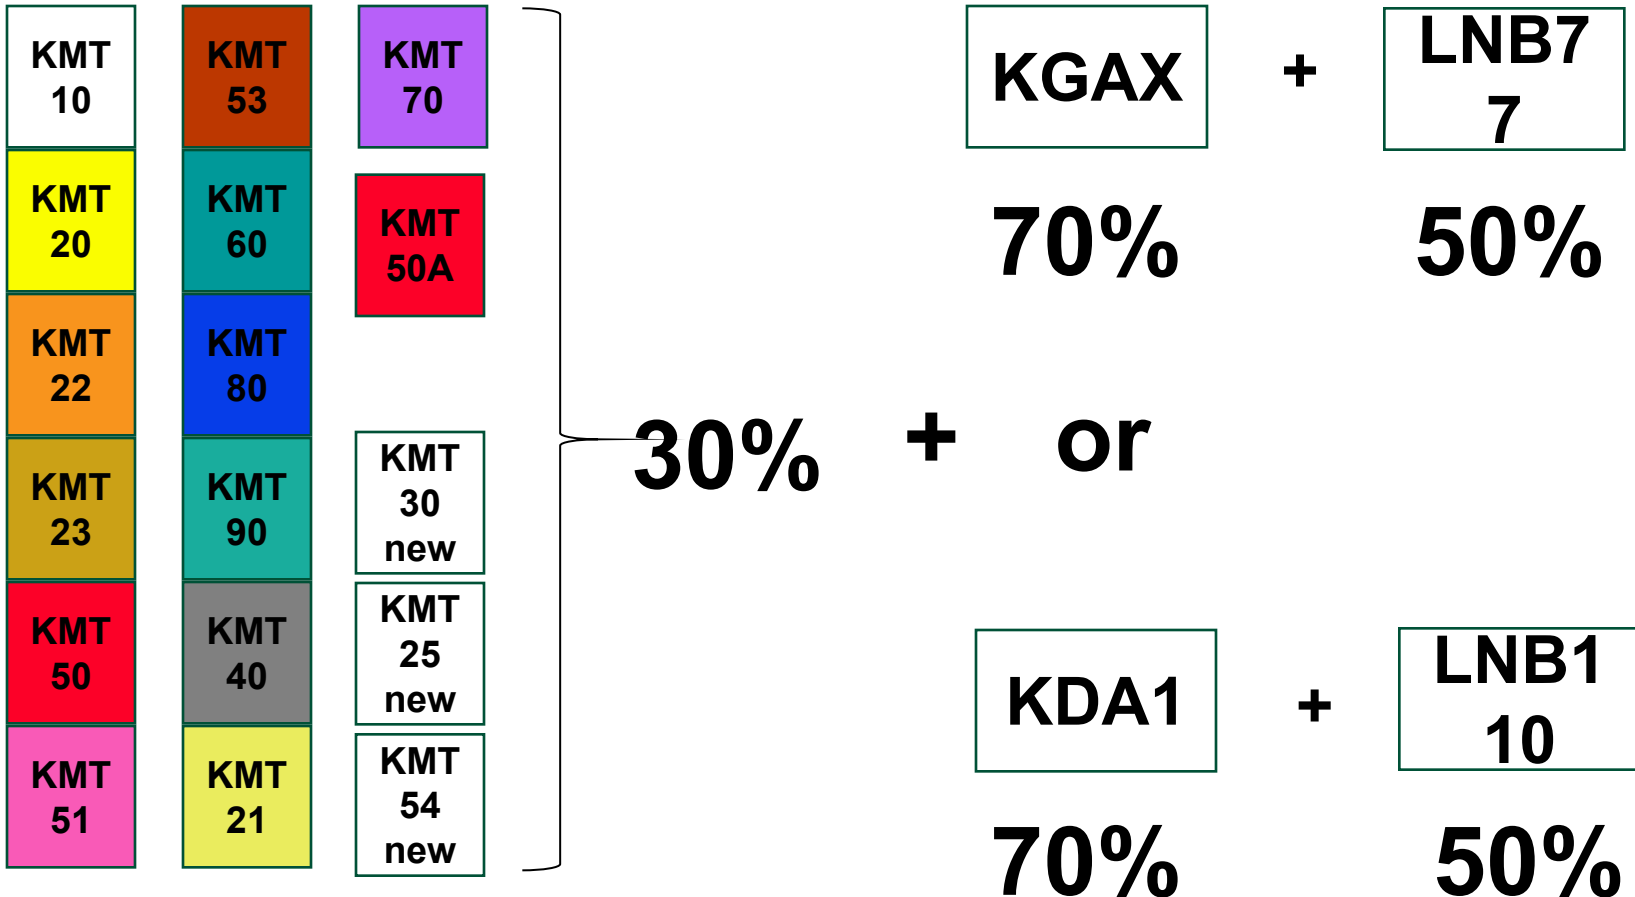 KMT
10
KMT
20
KMT
22
KMT
23
KMT
50
KMT
51
KMT
53
KMT
60
KMT
80
KMT
90
KMT
40
KMT
21
KMT
70
KMT
50A
KMT
30
new
KMT
25
new
KMT
54
new
30%
+ or
KGAX + LNB7
7
70% 50%
KDA1 + LNB1
10
70% 50%